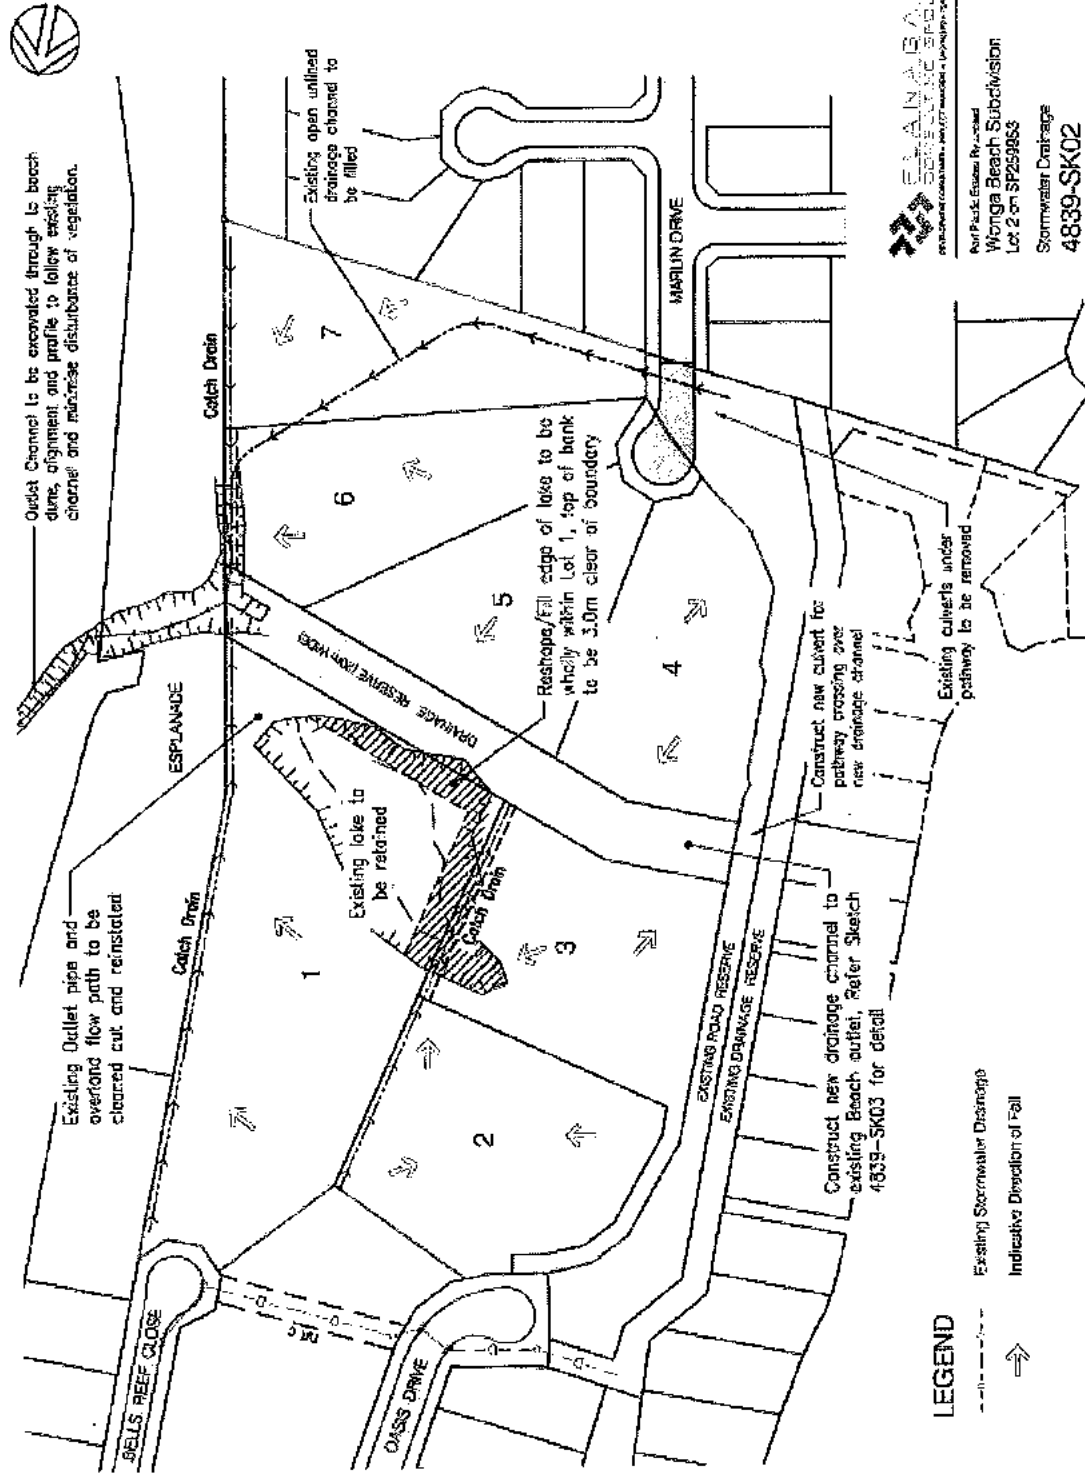 Outlet Channel to be excavated through to beach
dune, alignment and profile to follow existing
channel and minimise disturbance of vegetation.
Existing open unlined
drainage channel to
be filled
Catch Drain
7
6
5
4
3
2
1
Reshape/Fill edge of lake to be
wholly within Lot 1, top of bank
to be 3.0m clear of boundary
MARLIN DRIVE
ESPLANADE
DRAINAGE RESERVE (20m WIDE)
Existing Outlet pipe and
overland flow path to be
cleaned out and reinstated
Catch Drain
Existing lake to
be retained
Catch Drain
Construct new culvert for
pathway crossing over
new drainage channel
Existing culverts under
pathway to be removed
EXISTING ROAD RESERVE
EXISTING DRAINAGE RESERVE
Construct new drainage channel to
existing Beach outlet, Refer Sketch
4839-SK03 for detail
BELLS REEF CLOSE
OASIS DRIVE
LEGEND
Existing Stormwater Drainage
Indicative Direction of Fall
Wonga Beach Subdivision
Lot 2 on SP259953
Stormwater Drainage
4839-SK02